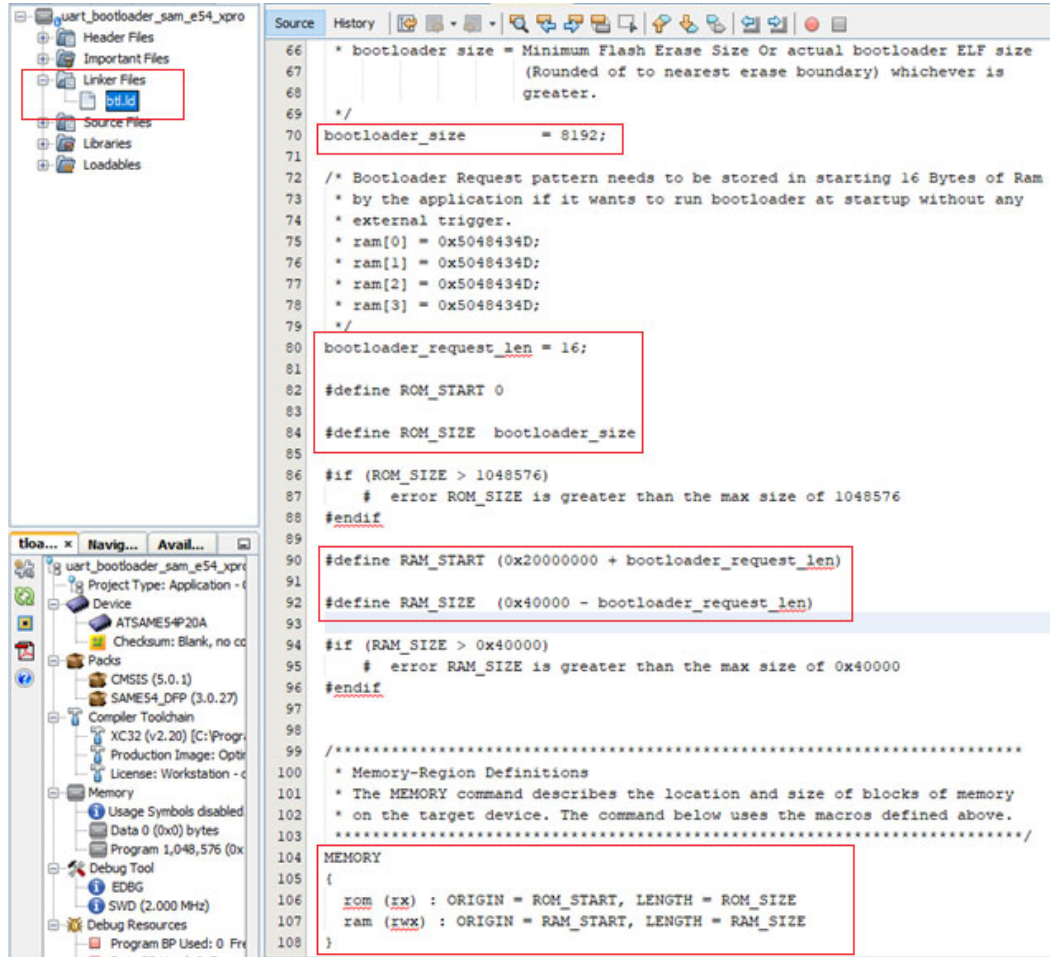 uart_bootloader_sam_e54_xpro
Header Files
Important Files
Linker Files
btl.ld
Source Files
Libraries
Loadables
tloa... × Navig... Avail...
uart_bootloader_sam_e54_xpro
Project Type: Application -
Device
ATSAME54P20A
Checksum: Blank, no co
Packs
CMSIS (5.0.1)
SAME54_DFP (3.0.27)
Compiler Toolchain
XC32 (v2.20) [C:\Progr
Production Image: Opti
License: Workstation -
Memory
Usage Symbols disabled
Data 0 (0x0) bytes
Program 1,048,576 (0x
Debug Tool
EDBG
SWD (2.000 MHz)
Debug Resources
Program BP Used: 0 Fre
Source History
66 * bootloader size = Minimum Flash Erase Size Or actual bootloader ELF size
67 (Rounded of to nearest erase boundary) whichever is
68 greater.
69 */
70 bootloader_size = 8192;
71
72 /* Bootloader Request pattern needs to be stored in starting 16 Bytes of Ram
73 * by the application if it wants to run bootloader at startup without any
74 * external trigger.
75 * ram[0] = 0x5048434D;
76 * ram[1] = 0x5048434D;
77 * ram[2] = 0x5048434D;
78 * ram[3] = 0x5048434D;
79 */
80 bootloader_request_len = 16;
81
82 #define ROM_START 0
83
84 #define ROM_SIZE bootloader_size
85
86 #if (ROM_SIZE > 1048576)
87 # error ROM_SIZE is greater than the max size of 1048576
88 #endif
89
90 #define RAM_START (0x20000000 + bootloader_request_len)
91
92 #define RAM_SIZE (0x40000 - bootloader_request_len)
93
94 #if (RAM_SIZE > 0x40000)
95 # error RAM_SIZE is greater than the max size of 0x40000
96 #endif
97
98
99 /*************************************************************************
100 * Memory-Region Definitions
101 * The MEMORY command describes the location and size of blocks of memory
102 * on the target device. The command below uses the macros defined above.
103 *************************************************************************/
104 MEMORY
105 {
106 rom (rx) : ORIGIN = ROM_START, LENGTH = ROM_SIZE
107 ram (rwx) : ORIGIN = RAM_START, LENGTH = RAM_SIZE
108 }